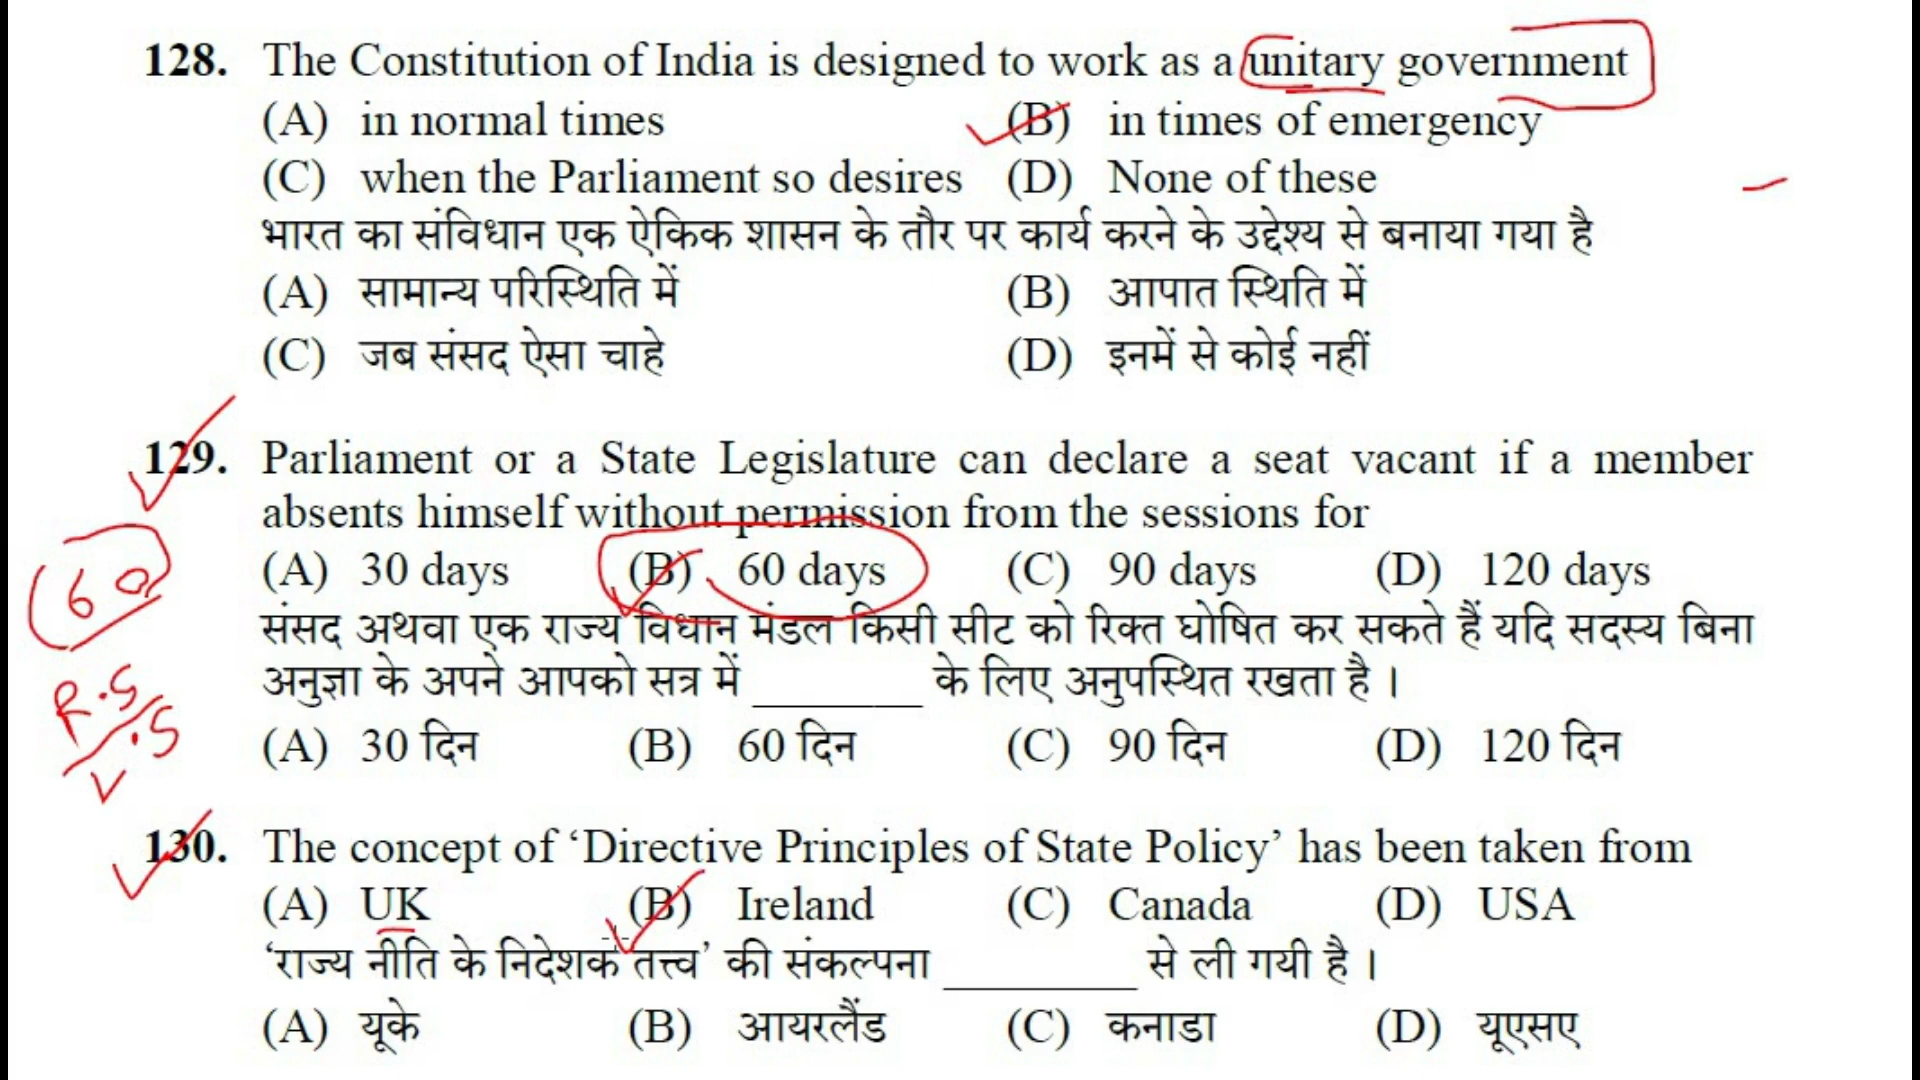 128. The Constitution of India is designed to work as a unitary government
(A) in normal times (B) in times of emergency
(C) when the Parliament so desires (D) None of these
भारत का संविधान एक ऐकिक शासन के तौर पर कार्य करने के उद्देश्य से बनाया गया है
(A) सामान्य परिस्थिति में (B) आपात स्थिति में
(C) जब संसद ऐसा चाहे (D) इनमें से कोई नहीं
129. Parliament or a State Legislature can declare a seat vacant if a member
absents himself without permission from the sessions for
(A) 30 days (B) 60 days (C) 90 days (D) 120 days
60
संसद अथवा एक राज्य विधान मंडल किसी सीट को रिक्त घोषित कर सकते हैं यदि सदस्य बिना
अनुज्ञा के अपने आपको सत्र में ________ के लिए अनुपस्थित रखता है ।
R.S
(A) 30 दिन (B) 60 दिन (C) 90 दिन (D) 120 दिन
130. The concept of ‘Directive Principles of State Policy’ has been taken from
(A) UK (B) Ireland (C) Canada (D) USA
‘राज्य नीति के निदेशक तत्त्व’ की संकल्पना _________ से ली गयी है ।
(A) यूके (B) आयरलैंड (C) कनाडा (D) यूएसए